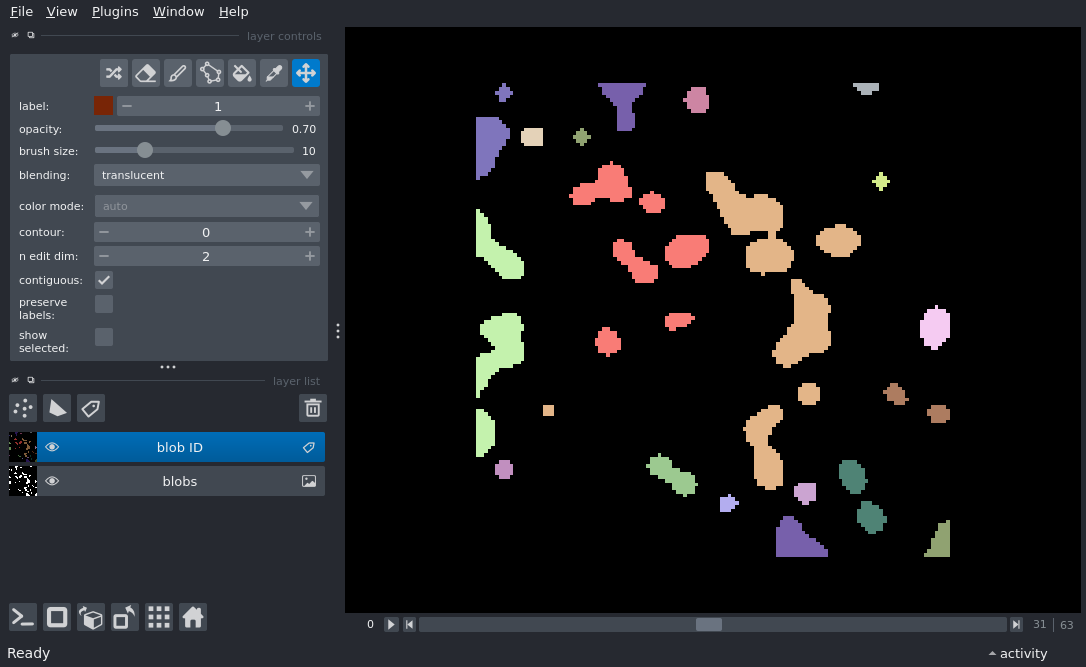 File View Plugins Window Help
layer controls
label: 1
opacity: 0.70
brush size: 10
blending: translucent
color mode: auto
contour: 0
n edit dim: 2
contiguous:
preserve
labels:
show
selected:
layer list
blob ID
blobs
0 31 | 63
Ready activity